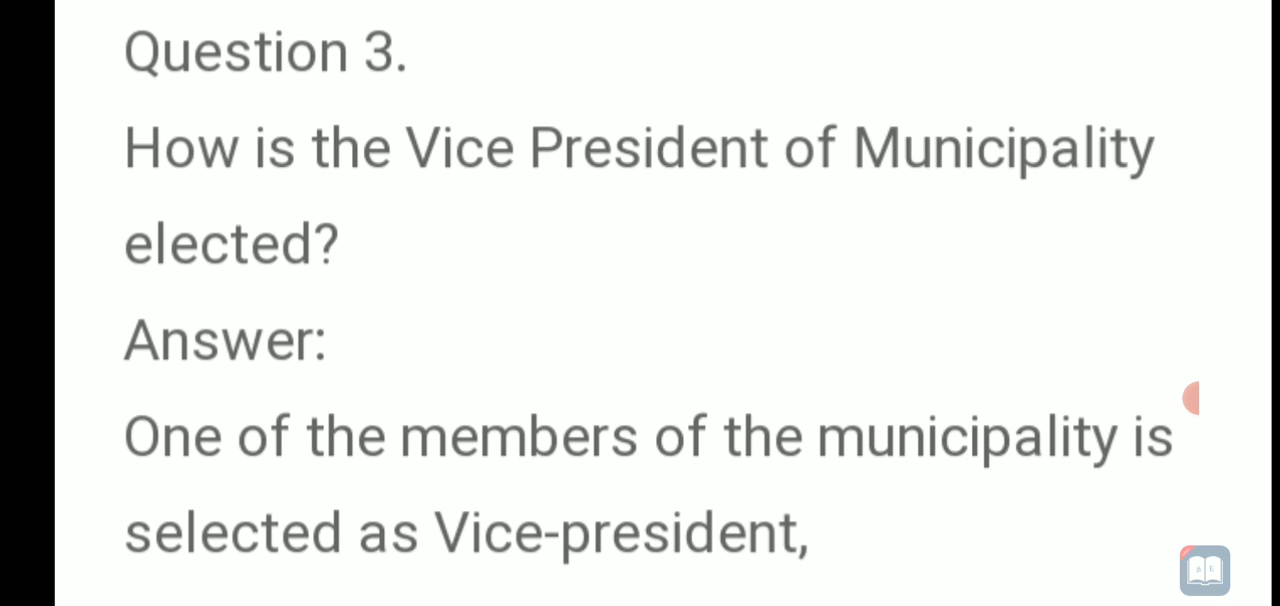 Question 3.
How is the Vice President of Municipality
elected?
Answer:
One of the members of the municipality is
selected as Vice-president,